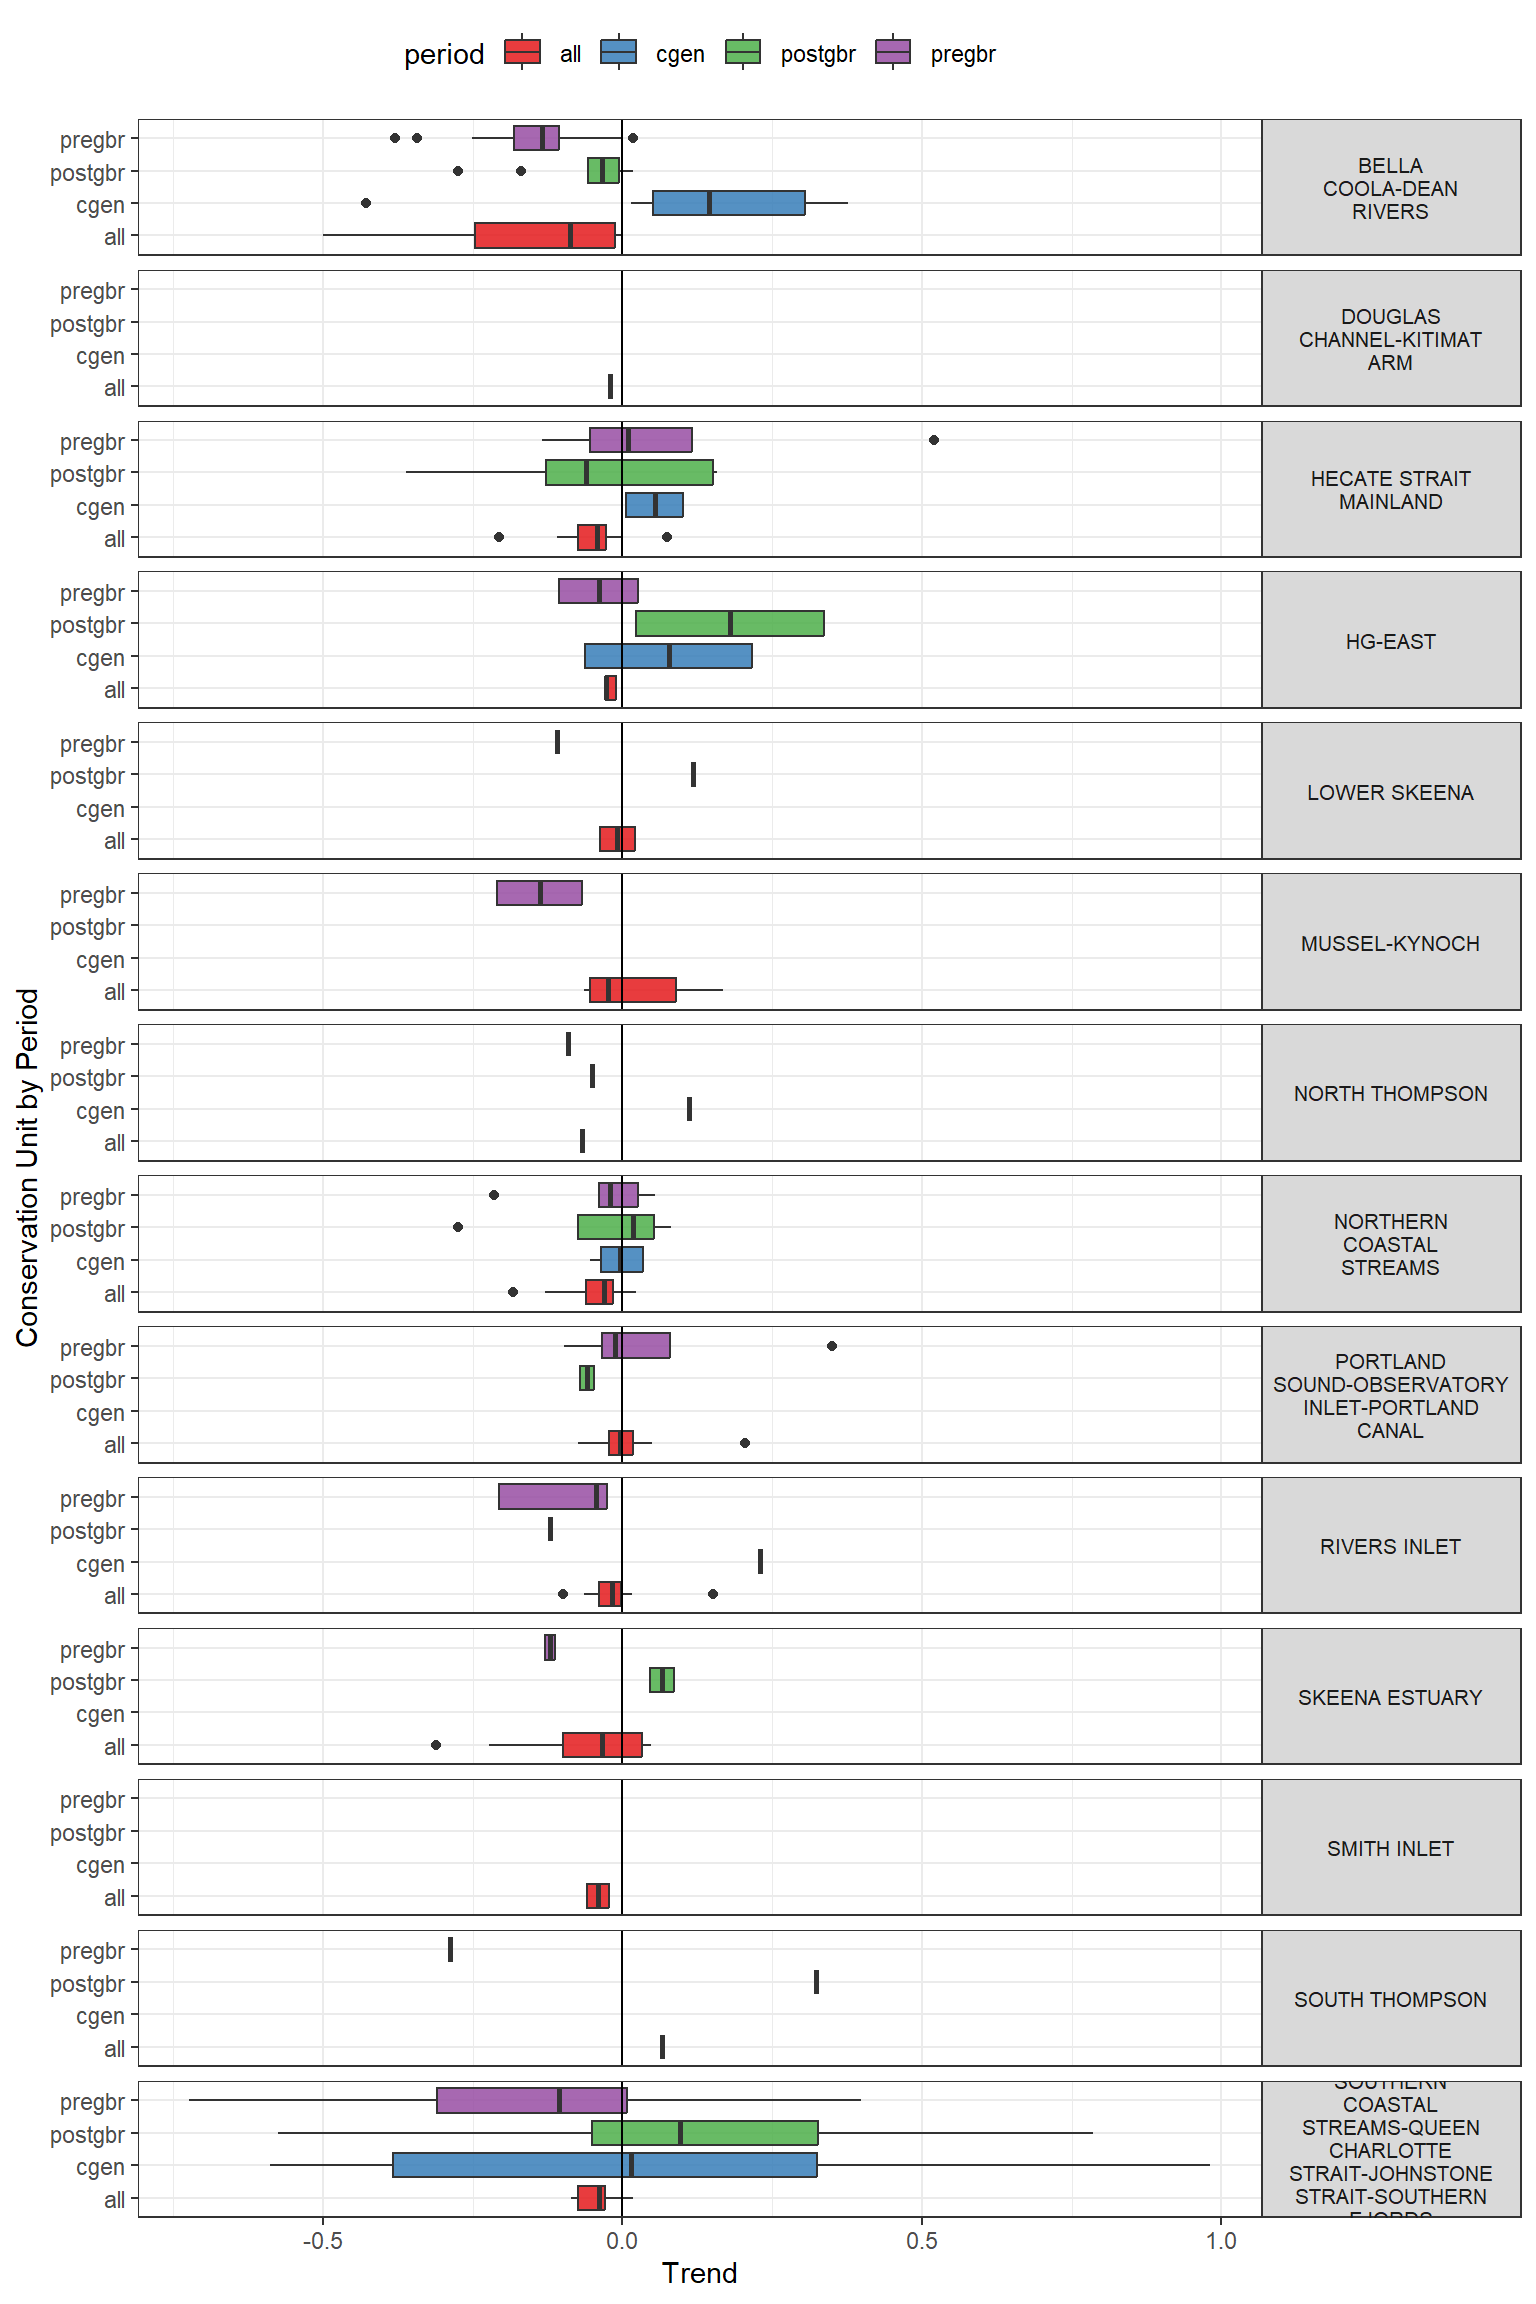 period all cgen postgbr pregbr
pregbr
postgbr
cgen
all
BELLA
COOLA-DEAN
RIVERS
pregbr
postgbr
cgen
all
DOUGLAS
CHANNEL-KITIMAT
ARM
pregbr
postgbr
cgen
all
HECATE STRAIT
MAINLAND
pregbr
postgbr
cgen
all
HG-EAST
pregbr
postgbr
cgen
all
LOWER SKEENA
pregbr
postgbr
cgen
all
MUSSEL-KYNOCH
pregbr
postgbr
cgen
all
NORTH THOMPSON
pregbr
postgbr
cgen
all
NORTHERN
COASTAL
STREAMS
pregbr
postgbr
cgen
all
PORTLAND
SOUND-OBSERVATORY
INLET-PORTLAND
CANAL
pregbr
postgbr
cgen
all
RIVERS INLET
pregbr
postgbr
cgen
all
SKEENA ESTUARY
pregbr
postgbr
cgen
all
SMITH INLET
pregbr
postgbr
cgen
all
SOUTH THOMPSON
pregbr
postgbr
cgen
all
SOUTHERN
COASTAL
STREAMS-QUEEN
CHARLOTTE
STRAIT-JOHNSTONE
STRAIT-SOUTHERN
FJORDS
Conservation Unit by Period
-0.5 0.0 0.5 1.0
Trend